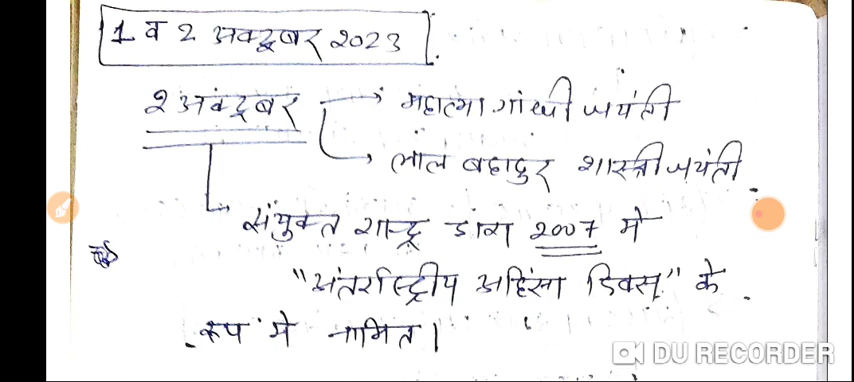 1 व 2 अक्टूबर 2023
2 अक्टूबर → महात्मा गांधी जयंती
→ लाल बहादुर शास्त्री जयंती
→ संयुक्त राष्ट्र द्वारा 2007 मे
"अंतर्राष्ट्रीय अहिंसा दिवस" के
रूप मे नामित।
DU RECORDER